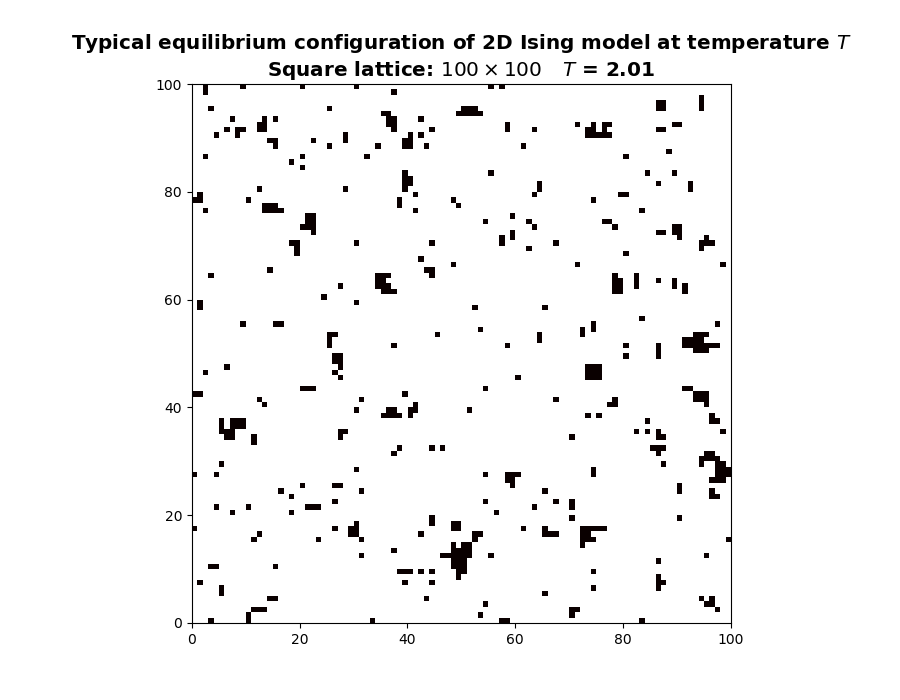 Typical equilibrium configuration of 2D Ising model at temperature T
Square lattice: 100 × 100 T = 2.01
100
80
60
40
20
0
0 20 40 60 80 100